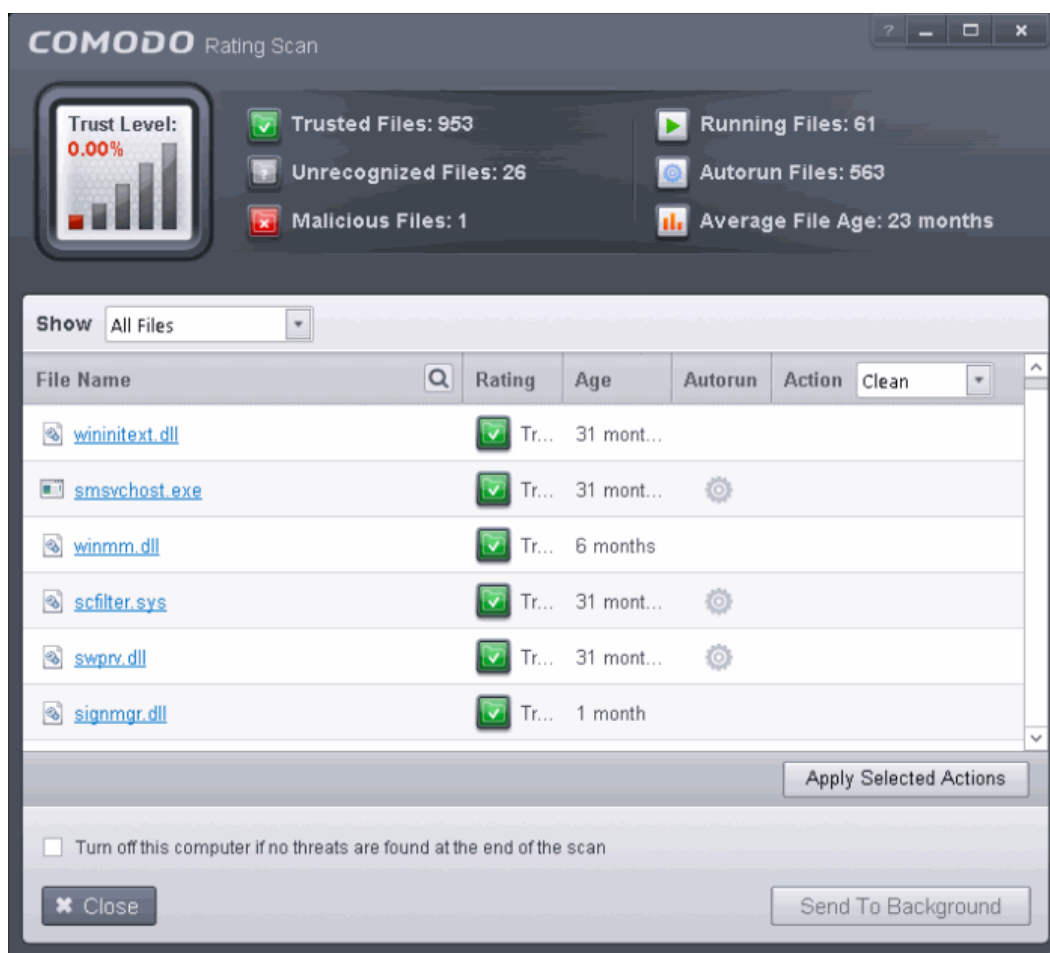 COMODO Rating Scan
Trust Level:
0.00%
Trusted Files: 953
Unrecognized Files: 26
Malicious Files: 1
Running Files: 61
Autorun Files: 563
Average File Age: 23 months
Show All Files
File Name Rating Age Autorun Action Clean
wininitext.dll Tr... 31 mont...
smsvchost.exe Tr... 31 mont...
winmm.dll Tr... 6 months
scfilter.sys Tr... 31 mont...
swprv.dll Tr... 31 mont...
signmgr.dll Tr... 1 month
Apply Selected Actions
Turn off this computer if no threats are found at the end of the scan
Close
Send To Background